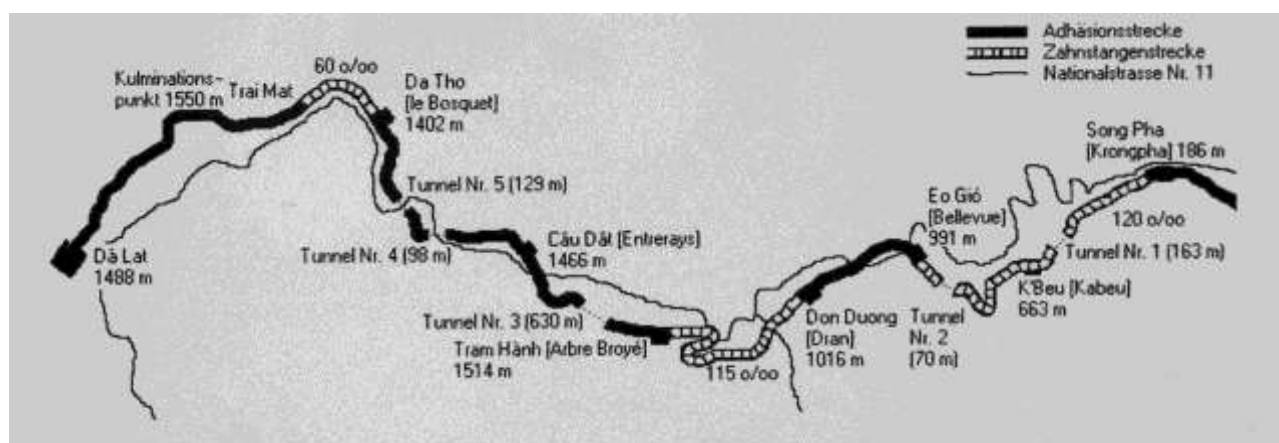 Adhäsionsstrecke
Zahnstangenstrecke
Nationalstrasse Nr. 11
Kulminations-
punkt 1550 m
Trai Mat
60 o/oo
Da Tho
[le Bosquet]
1402 m
Song Pha
[Krongpha] 186 m
Tunnel Nr. 5 (129 m)
Eo Gió
[Bellevue]
991 m
120 o/oo
Dà Lat
1488 m
Tunnel Nr. 4 (98 m)
Câu Dât [Entrerays]
1466 m
Tunnel Nr. 1 (163 m)
K'Beu [Kabeu]
663 m
Tunnel Nr. 3 (630 m)
Tram Hành [Arbre Broyé]
1514 m
115 o/oo
Don Duong
[Dran]
1016 m
Tunnel
Nr. 2
(70 m)